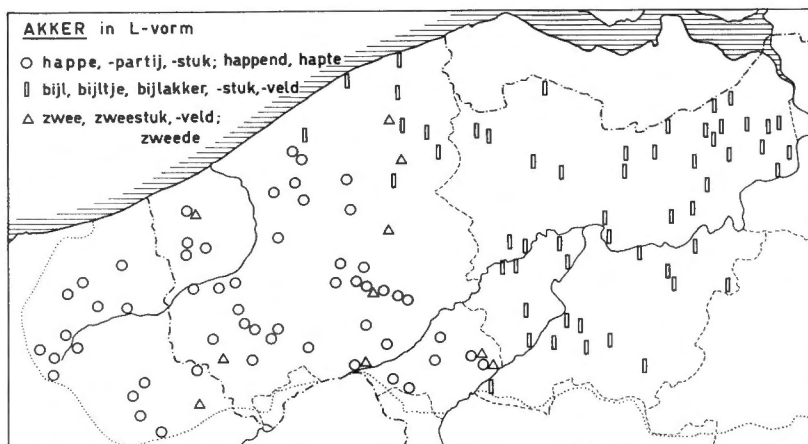 AKKER in L-vorm
○ happe, -partij, -stuk; happend, hapte
▯ bijl, bijltje, bijlakker, -stuk,-veld
△ zwee, zweestuk,-veld;
zweede